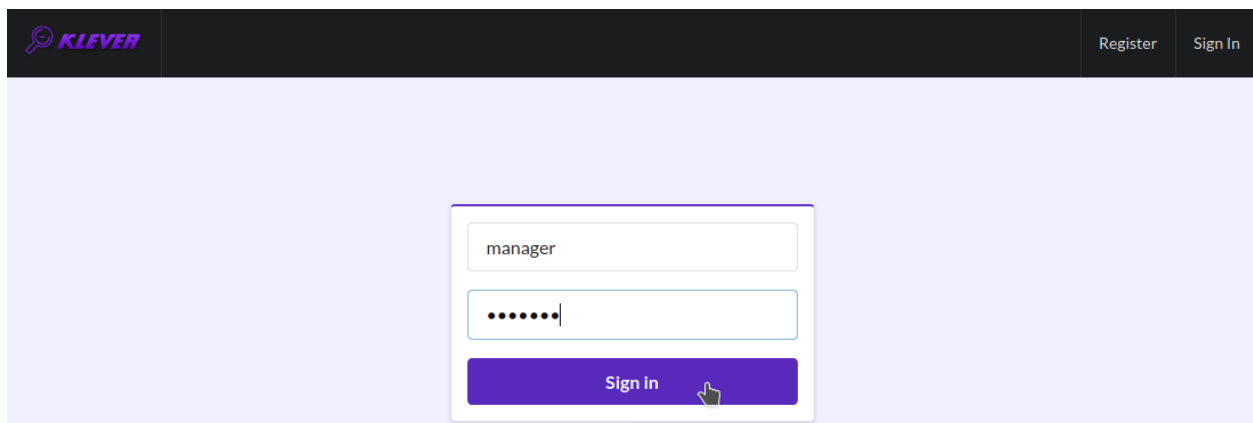 KLEVER
Register
Sign In
manager
•••••••
Sign in